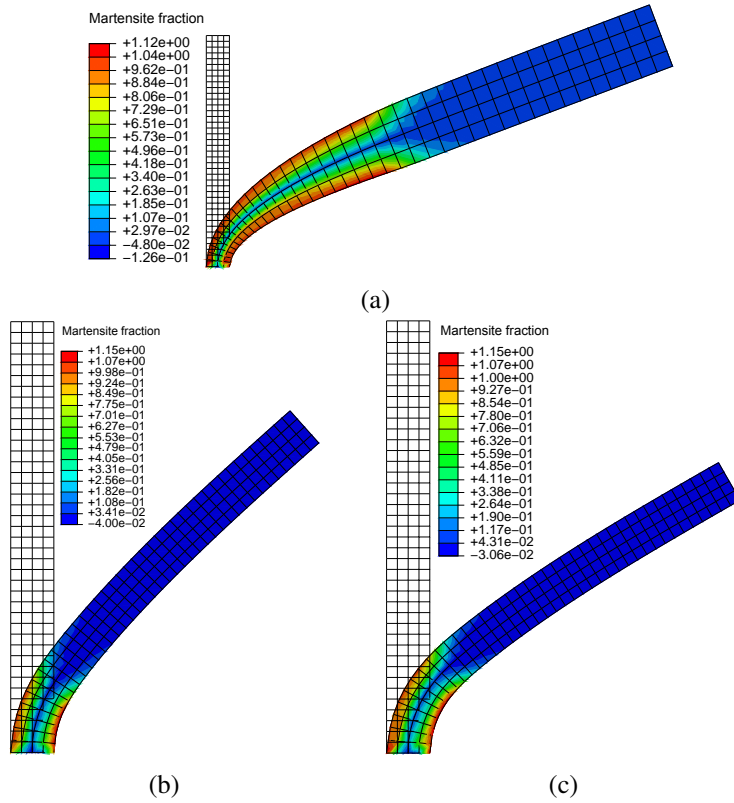 Martensite fraction
+1.12e+00
+1.04e+00
+9.62e−01
+8.84e−01
+8.06e−01
+7.29e−01
+6.51e−01
+5.73e−01
+4.96e−01
+4.18e−01
+3.40e−01
+2.63e−01
+1.85e−01
+1.07e−01
+2.97e−02
−4.80e−02
−1.26e−01
(a)
Martensite fraction
+1.15e+00
+1.07e+00
+9.98e−01
+9.24e−01
+8.49e−01
+7.75e−01
+7.01e−01
+6.27e−01
+5.53e−01
+4.79e−01
+4.05e−01
+3.31e−01
+2.56e−01
+1.82e−01
+1.08e−01
+3.41e−02
−4.00e−02
(b)
Martensite fraction
+1.15e+00
+1.07e+00
+1.00e+00
+9.27e−01
+8.54e−01
+7.80e−01
+7.06e−01
+6.32e−01
+5.59e−01
+4.85e−01
+4.11e−01
+3.38e−01
+2.64e−01
+1.90e−01
+1.17e−01
+4.31e−02
−3.06e−02
(c)